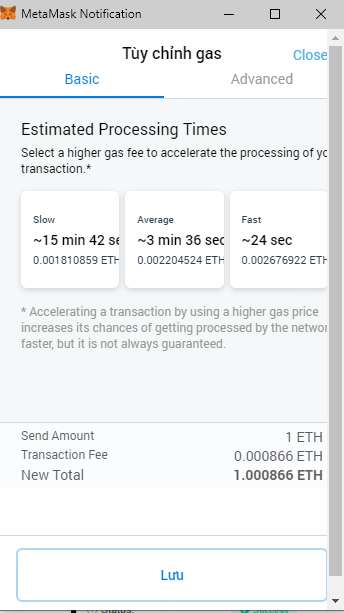 MetaMask Notification
Tùy chỉnh gas
Close
Basic
Advanced
Estimated Processing Times
Select a higher gas fee to accelerate the processing of yo
transaction.*
Slow
~15 min 42 se
0.001810859 ETH
Average
~3 min 36 sec
0.002204524 ETH
Fast
~24 sec
0.002676922 ETH
* Accelerating a transaction by using a higher gas price
increases its chances of getting processed by the networ
faster, but it is not always guaranteed.
Send Amount
1 ETH
Transaction Fee
0.000866 ETH
New Total
1.000866 ETH
Lưu
Status:
Success